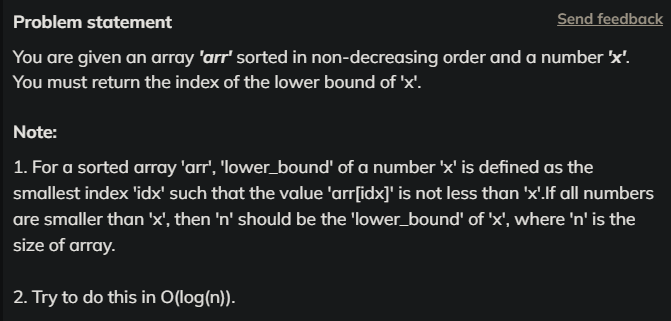 Problem statement
Send feedback
You are given an array 'arr' sorted in non-decreasing order and a number 'x'.
You must return the index of the lower bound of 'x'.
Note:
1. For a sorted array 'arr', 'lower_bound' of a number 'x' is defined as the
smallest index 'idx' such that the value 'arr[idx]' is not less than 'x'.If all numbers
are smaller than 'x', then 'n' should be the 'lower_bound' of 'x', where 'n' is the
size of array.
2. Try to do this in O(log(n)).